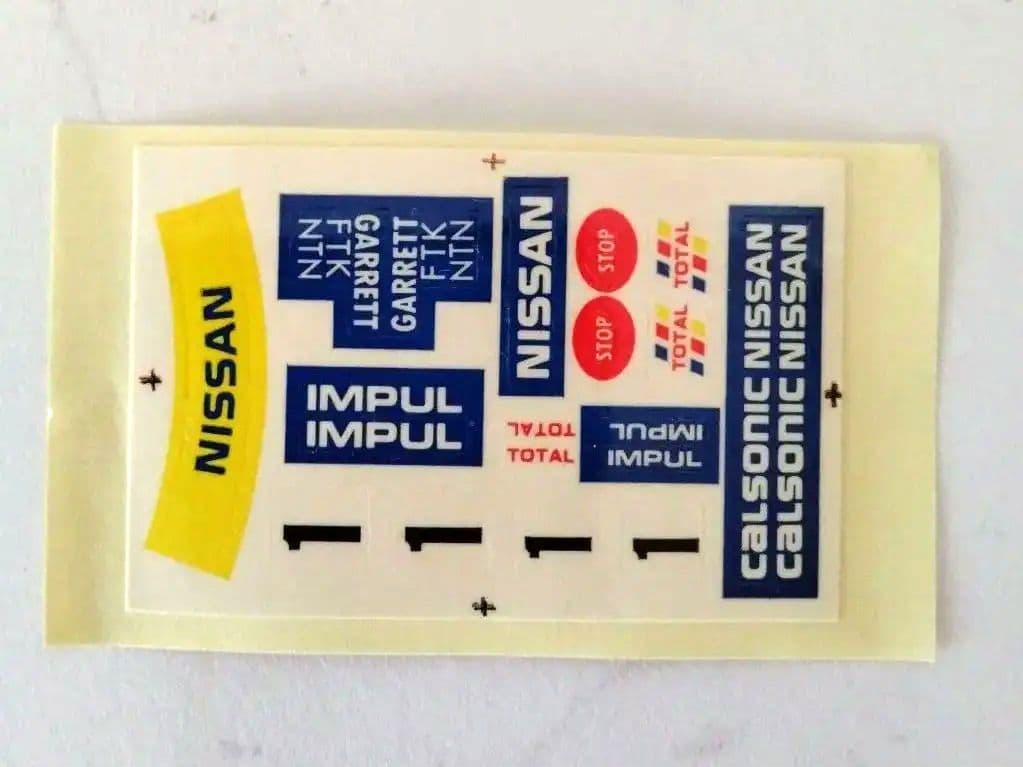 NISSAN
NTN
FTK
GARRETT
GARRETT
FTK
NTN
IMPUL
IMPUL
NISSAN
STOP
STOP
TOTAL
TOTAL
TOTAL
TOTAL
IMPUL
IMPUL
CALSONIC NISSAN
CALSONIC NISSAN
1
1
1
1